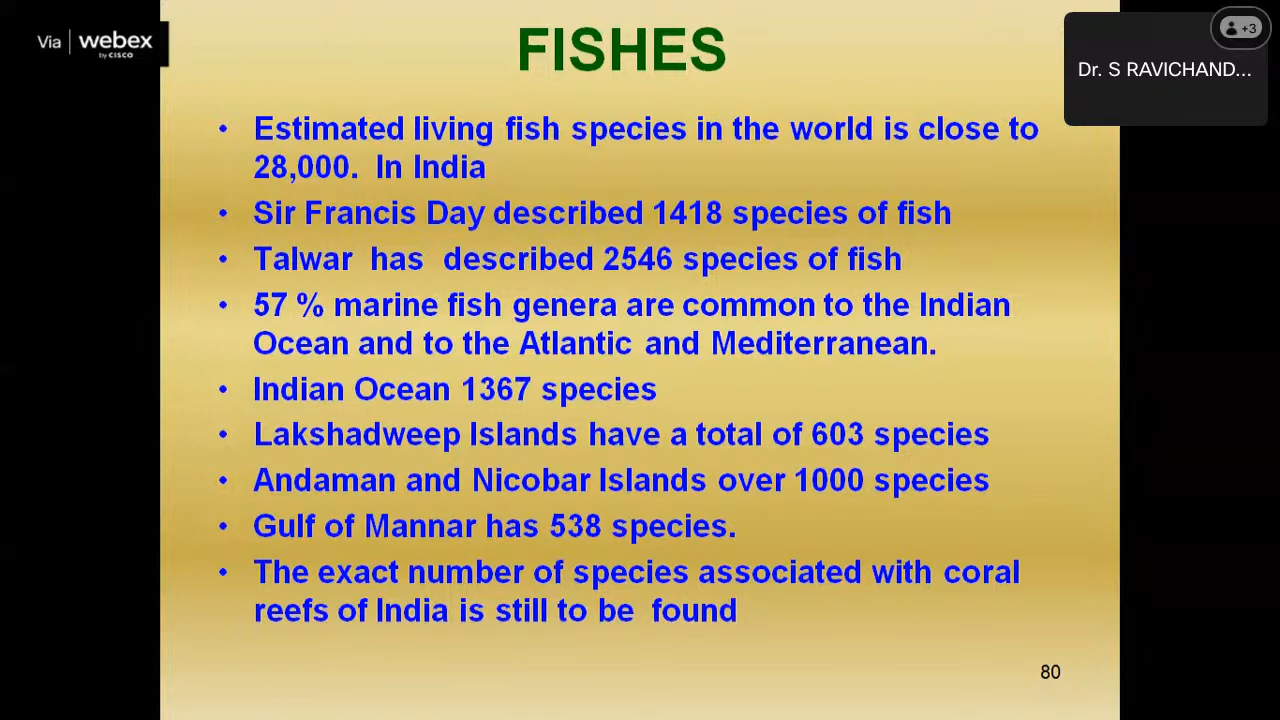 Via webex
by CISCO
+3
Dr. S RAVICHAND...
FISHES
• Estimated living fish species in the world is close to
28,000. In India
• Sir Francis Day described 1418 species of fish
• Talwar has described 2546 species of fish
• 57 % marine fish genera are common to the Indian
Ocean and to the Atlantic and Mediterranean.
• Indian Ocean 1367 species
• Lakshadweep Islands have a total of 603 species
• Andaman and Nicobar Islands over 1000 species
• Gulf of Mannar has 538 species.
• The exact number of species associated with coral
reefs of India is still to be found
80